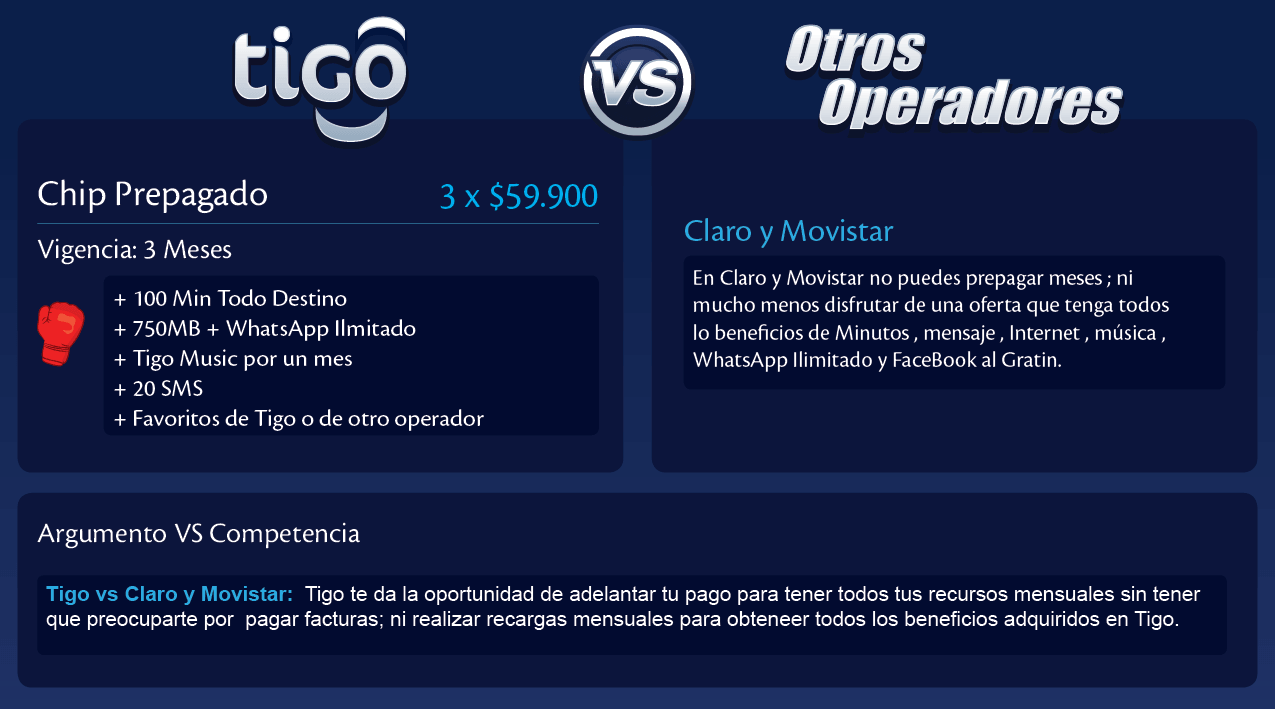 tigo
VS
Otros
Operadores
Chip Prepagado
3 x $59.900
Vigencia: 3 Meses
+ 100 Min Todo Destino
+ 750MB + WhatsApp Ilmitado
+ Tigo Music por un mes
+ 20 SMS
+ Favoritos de Tigo o de otro operador
Claro y Movistar
En Claro y Movistar no puedes prepagar meses ; ni
mucho menos disfrutar de una oferta que tenga todos
lo beneficios de Minutos , mensaje , Internet , música ,
WhatsApp Ilimitado y FaceBook al Gratin.
Argumento VS Competencia
Tigo vs Claro y Movistar: Tigo te da la oportunidad de adelantar tu pago para tener todos tus recursos mensuales sin tener
que preocuparte por pagar facturas; ni realizar recargas mensuales para obteneer todos los beneficios adquiridos en Tigo.